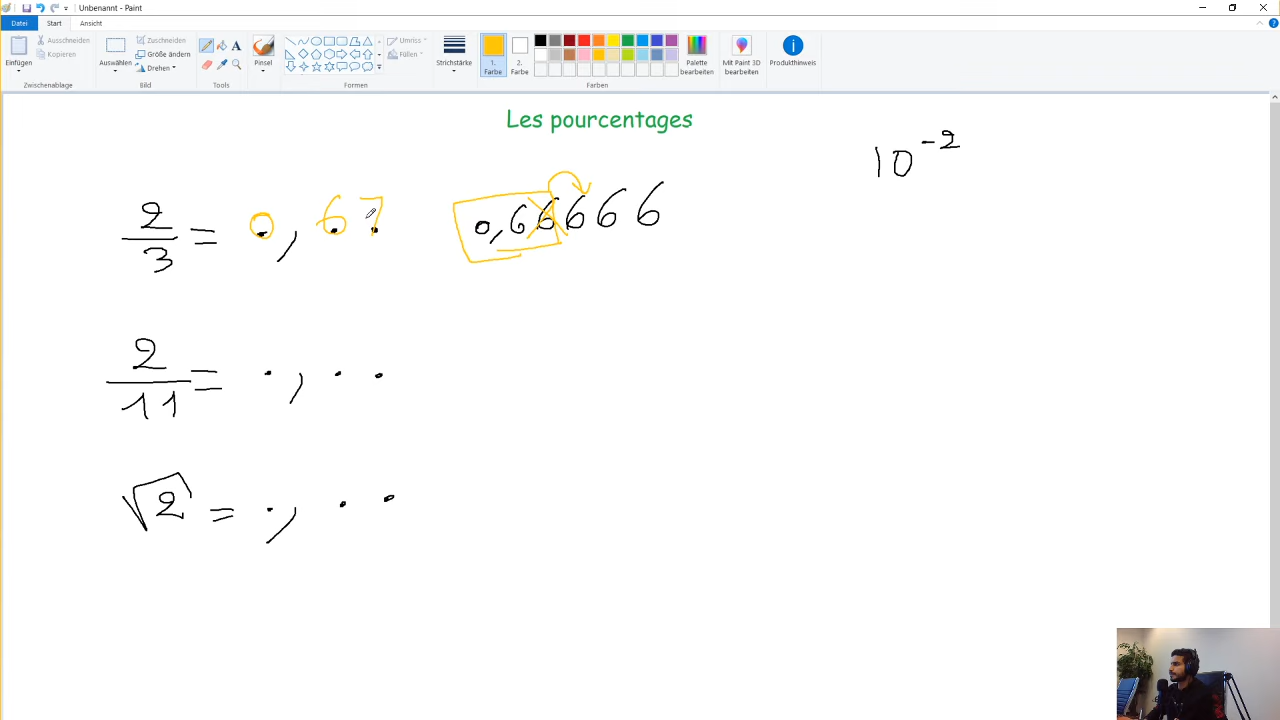 Unbenannt - Paint
Datei Start Ansicht
Einfügen
Ausschneiden
Kopieren
Zwischenablage
Auswählen
Zuschneiden
Größe ändern
Drehen
Bild
A
Tools
Pinsel
Formen
Umriss
Füllen
Strichstärke
1. Farbe
2. Farbe
Farben
Palette bearbeiten
Mit Paint 3D bearbeiten
Produkthinweis
Les pourcentages
10^-2
2/3 = 0,67 0,66666
2/11 = ., . .
√2 = ., . .